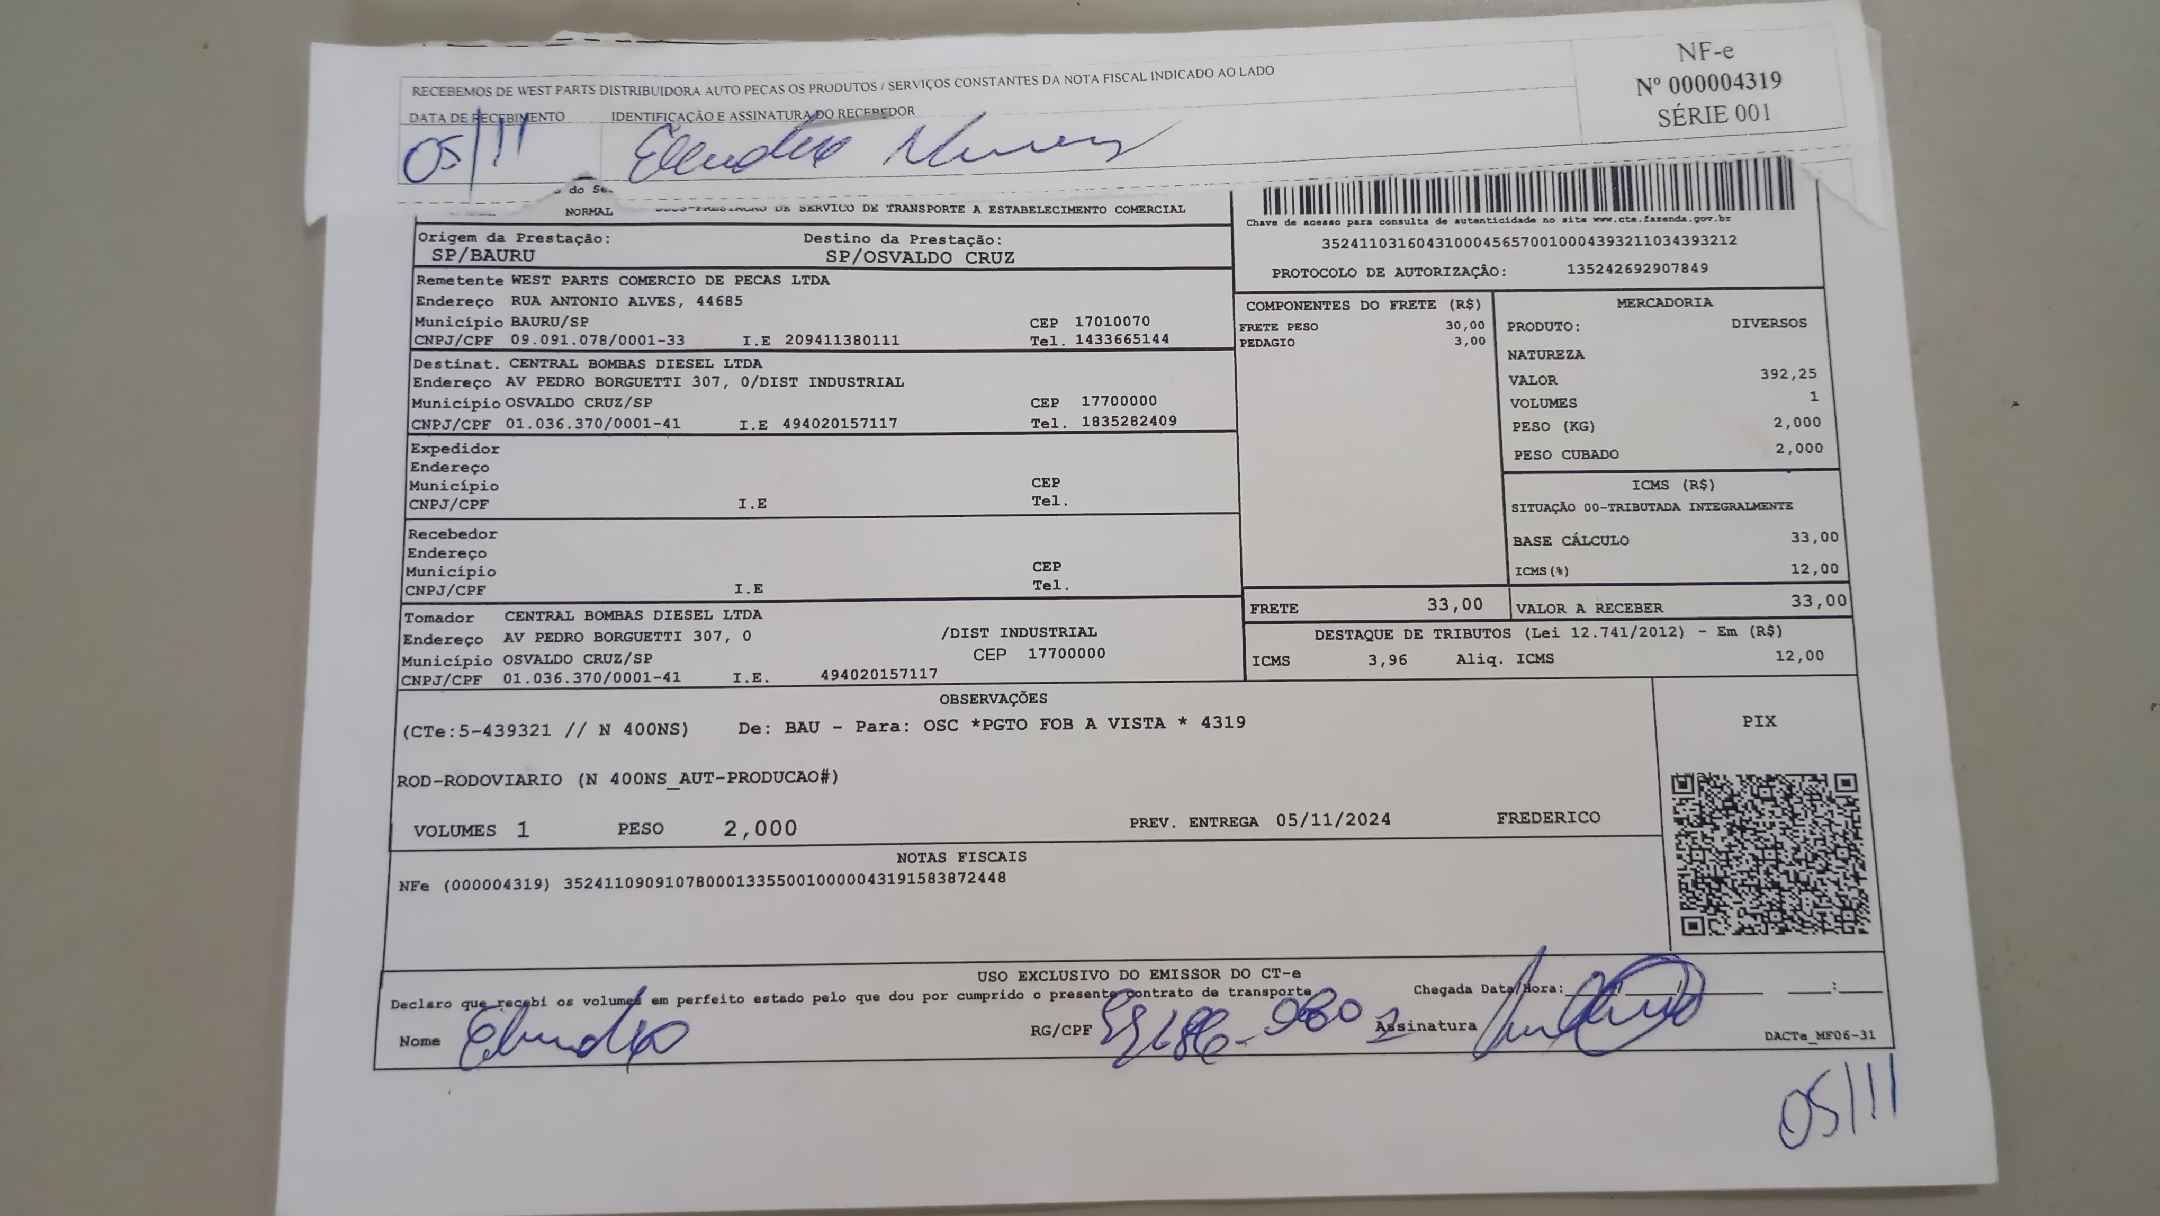 RECEBEMOS DE WEST PARTS DISTRIBUIDORA AUTO PECAS OS PRODUTOS / SERVIÇOS CONSTANTES DA NOTA FISCAL INDICADO AO LADO
NF-e
Nº 000004319
SÉRIE 001
DATA DE RECEBIMENTO IDENTIFICAÇÃO E ASSINATURA DO RECEBEDOR
05/11
do Se
NORMAL DE SERVICO DE TRANSPORTE A ESTABELECIMENTO COMERCIAL
Chave de acesso para consulta de autenticidade no site www.cte.fazenda.gov.br
35241103160431000456570010004393211034393212
PROTOCOLO DE AUTORIZAÇÃO: 135242692907849
Origem da Prestação: Destino da Prestação:
SP/BAURU SP/OSVALDO CRUZ
Remetente WEST PARTS COMERCIO DE PECAS LTDA
Endereço RUA ANTONIO ALVES, 44685
Município BAURU/SP CEP 17010070
CNPJ/CPF 09.091.078/0001-33 I.E 209411380111 Tel. 1433665144
Destinat. CENTRAL BOMBAS DIESEL LTDA
Endereço AV PEDRO BORGUETTI 307, 0/DIST INDUSTRIAL
Município OSVALDO CRUZ/SP CEP 17700000
CNPJ/CPF 01.036.370/0001-41 I.E 494020157117 Tel. 1835282409
Expedidor
Endereço
Município CEP
CNPJ/CPF I.E Tel.
Recebedor
Endereço
Município CEP
CNPJ/CPF I.E Tel.
Tomador CENTRAL BOMBAS DIESEL LTDA
Endereço AV PEDRO BORGUETTI 307, 0 /DIST INDUSTRIAL
Município OSVALDO CRUZ/SP CEP 17700000
CNPJ/CPF 01.036.370/0001-41 I.E. 494020157117
COMPONENTES DO FRETE (R$)
FRETE PESO 30,00
PEDAGIO 3,00
MERCADORIA
PRODUTO: DIVERSOS
NATUREZA
VALOR 392,25
VOLUMES 1
PESO (KG) 2,000
PESO CUBADO 2,000
ICMS (R$)
SITUAÇÃO 00-TRIBUTADA INTEGRALMENTE
BASE CÁLCULO 33,00
ICMS(%) 12,00
FRETE 33,00 VALOR A RECEBER 33,00
DESTAQUE DE TRIBUTOS (Lei 12.741/2012) - Em (R$)
ICMS 3,96 Aliq. ICMS 12,00
OBSERVAÇÕES
(CTe:5-439321 // N 400NS) De: BAU - Para: OSC *PGTO FOB A VISTA * 4319
PIX
ROD-RODOVIARIO (N 400NS_AUT-PRODUCAO#)
VOLUMES 1 PESO 2,000 PREV. ENTREGA 05/11/2024 FREDERICO
NOTAS FISCAIS
NFe (000004319) 35241109091078000133550010000043191583872448
USO EXCLUSIVO DO EMISSOR DO CT-e
Declaro que recebi os volumes em perfeito estado pelo que dou por cumprido o presente contrato de transporte Chegada Data/Hora: __/__/____ __:__
Nome RG/CPF Assinatura
DACTe_MF06-31
05/11